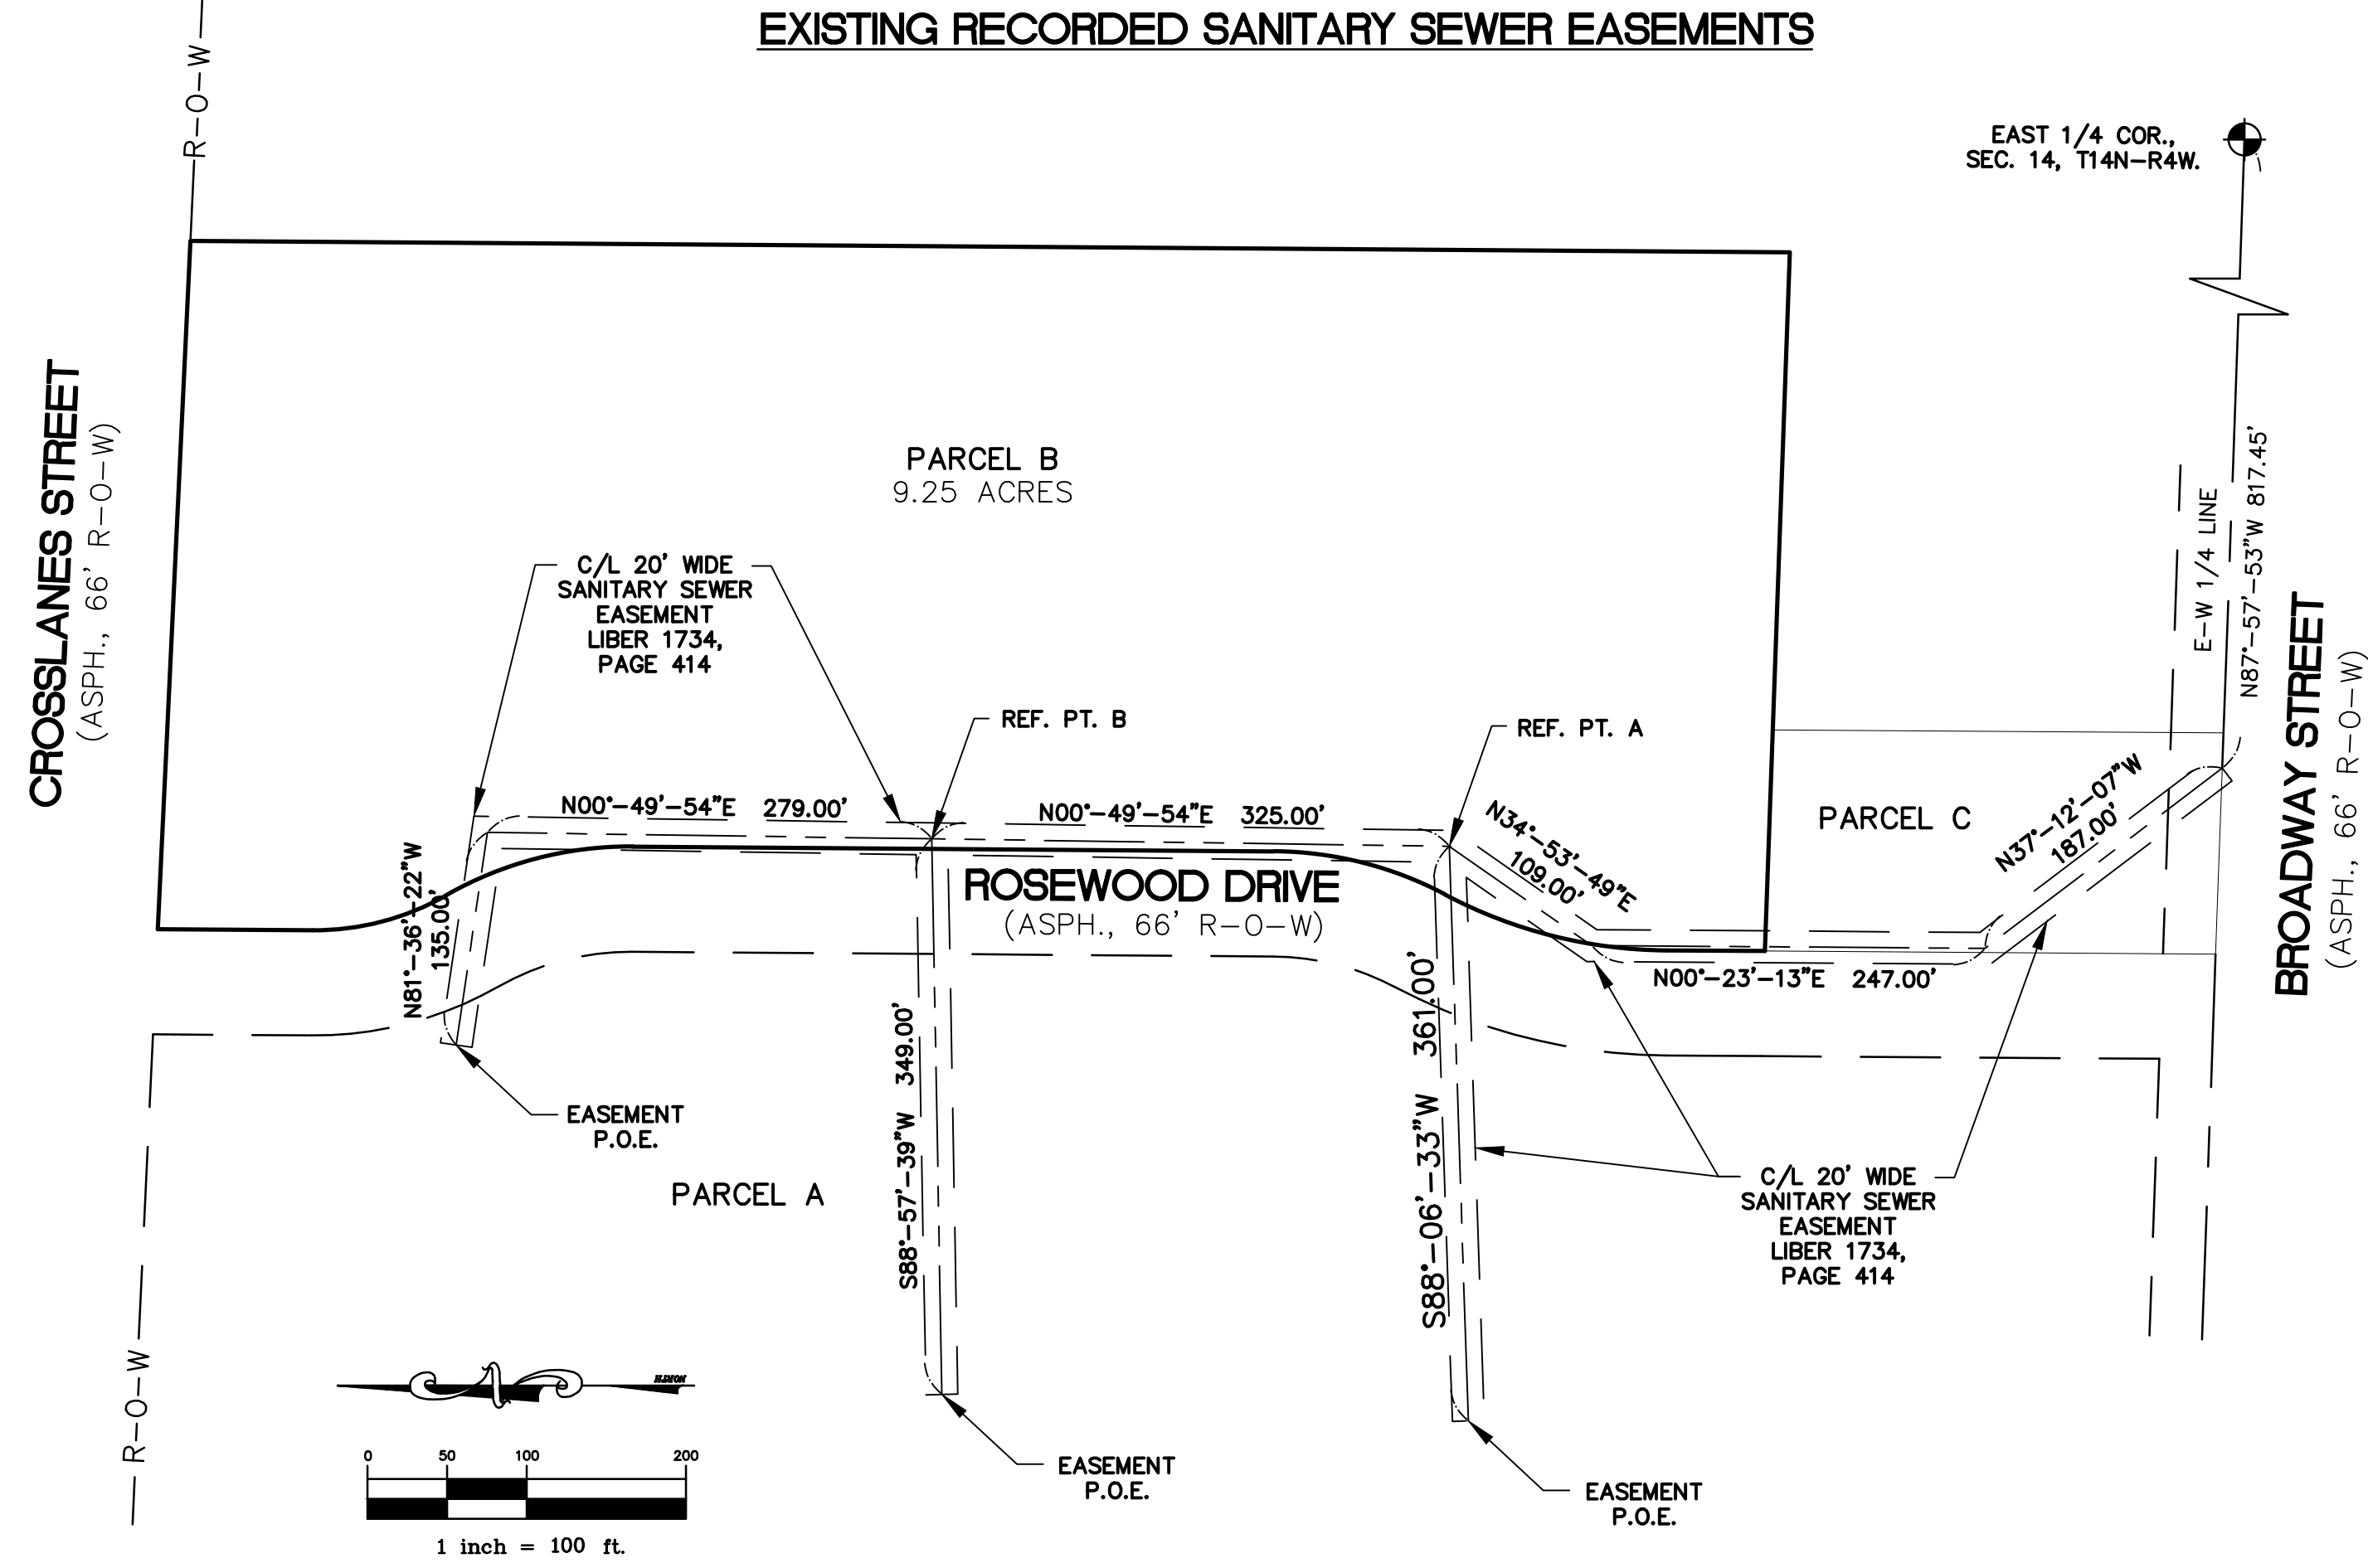 EXISTING RECORDED SANITARY SEWER EASEMENTS
R-O-W
EAST 1/4 COR.,
SEC. 14, T14N-R4W.
CROSSLANES STREET
(ASPH., 66' R-O-W)
PARCEL B
9.25 ACRES
C/L 20' WIDE
SANITARY SEWER
EASEMENT
LIBER 1734,
PAGE 414
REF. PT. B
REF. PT. A
E-W 1/4 LINE
N87°-57'-53"W 817.45'
BROADWAY STREET
(ASPH., 66' R-O-W)
N00°-49'-54"E 279.00'
N00°-49'-54"E 325.00'
N34°-53'-49"E
109.00'
PARCEL C
N37°-12'-07"W
187.00'
N81°-36'-22"W
135.00'
ROSEWOOD DRIVE
(ASPH., 66' R-O-W)
N00°-23'-13"E 247.00'
S88°-57'-39"W 349.00'
S88°-06'-33"W 361.00'
EASEMENT
P.O.E.
PARCEL A
C/L 20' WIDE
SANITARY SEWER
EASEMENT
LIBER 1734,
PAGE 414
R-O-W
NORTH
0 50 100 200
1 inch = 100 ft.
EASEMENT
P.O.E.
EASEMENT
P.O.E.